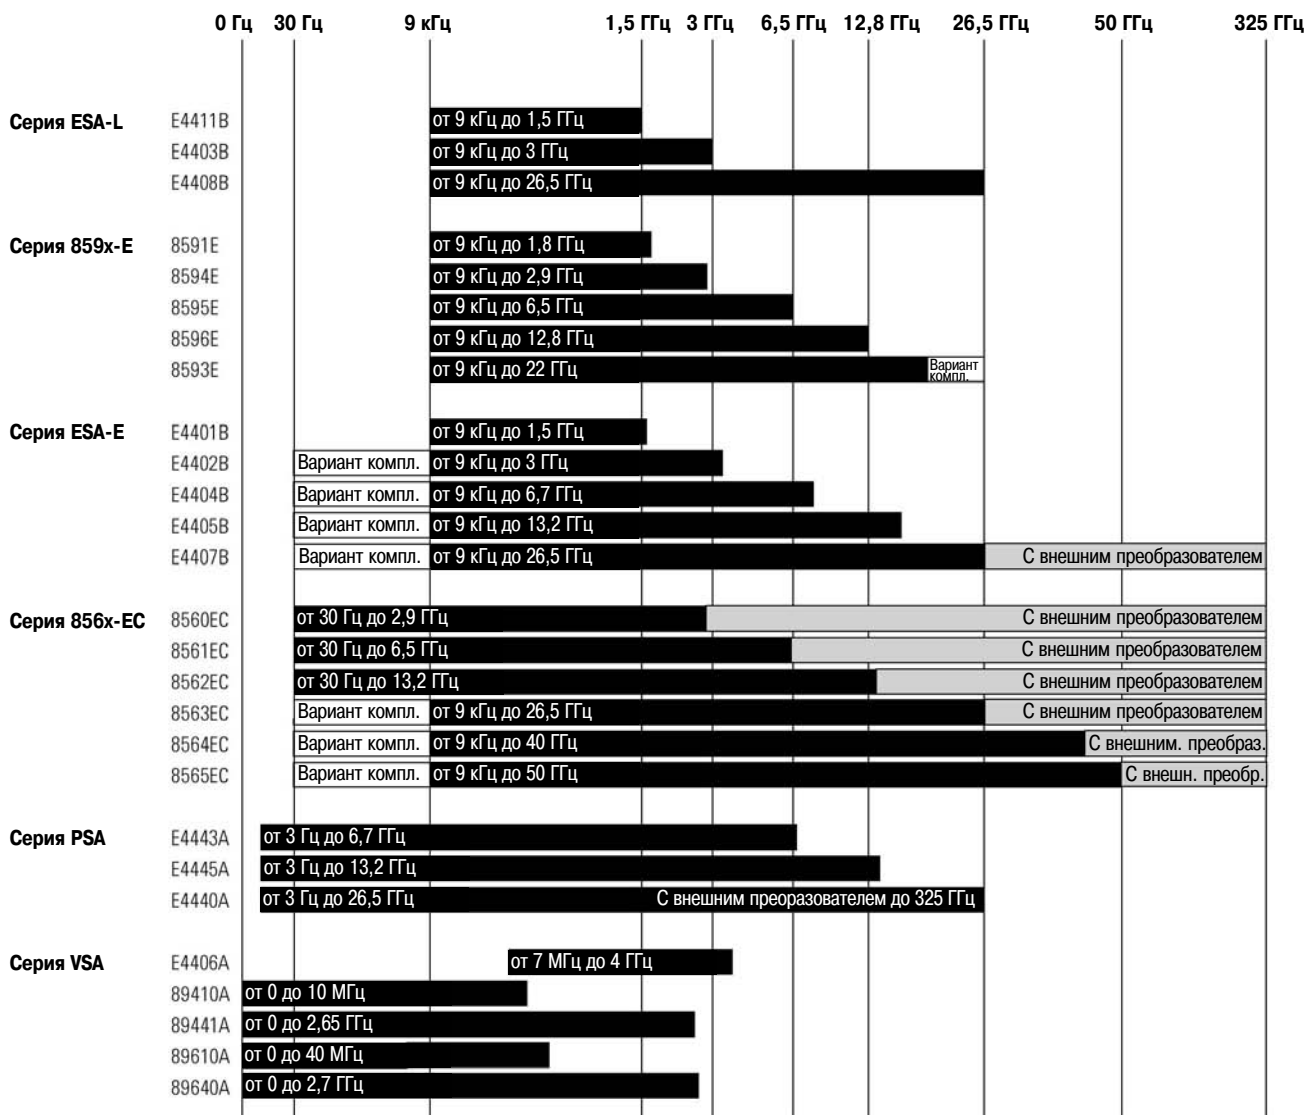 0 Гц 30 Гц 9 кГц 1,5 ГГц 3 ГГц 6,5 ГГц 12,8 ГГц 26,5 ГГц 50 ГГц 325 ГГц
Серия ESA-L E4411B от 9 кГц до 1,5 ГГц
E4403B от 9 кГц до 3 ГГц
E4408B от 9 кГц до 26,5 ГГц
Серия 859x-E 8591E от 9 кГц до 1,8 ГГц
8594E от 9 кГц до 2,9 ГГц
8595E от 9 кГц до 6,5 ГГц
8596E от 9 кГц до 12,8 ГГц
8593E от 9 кГц до 22 ГГц Вариант
компл.
Серия ESA-E E4401B от 9 кГц до 1,5 ГГц
E4402B Вариант компл. от 9 кГц до 3 ГГц
E4404B Вариант компл. от 9 кГц до 6,7 ГГц
E4405B Вариант компл. от 9 кГц до 13,2 ГГц
E4407B Вариант компл. от 9 кГц до 26,5 ГГц С внешним преобразователем
Серия 856x-EC 8560EC от 30 Гц до 2,9 ГГц С внешним преобразователем
8561EC от 30 Гц до 6,5 ГГц С внешним преобразователем
8562EC от 30 Гц до 13,2 ГГц С внешним преобразователем
8563EC Вариант компл. от 9 кГц до 26,5 ГГц С внешним преобразователем
8564EC Вариант компл. от 9 кГц до 40 ГГц С внешним. преобраз.
8565EC Вариант компл. от 9 кГц до 50 ГГц С внешн. преобр.
Серия PSA E4443A от 3 Гц до 6,7 ГГц
E4445A от 3 Гц до 13,2 ГГц
E4440A от 3 Гц до 26,5 ГГц С внешним преоразователем до 325 ГГц
Серия VSA E4406A от 7 МГц до 4 ГГц
89410A от 0 до 10 МГц
89441A от 0 до 2,65 ГГц
89610A от 0 до 40 МГц
89640A от 0 до 2,7 ГГц